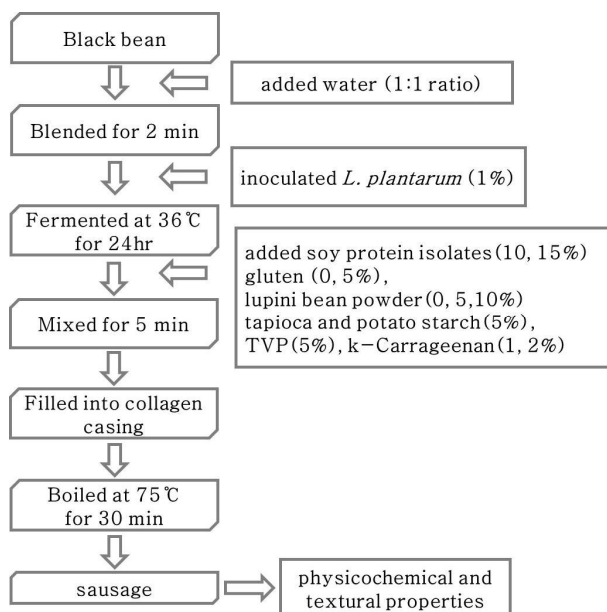 Black bean
added water (1:1 ratio)
Blended for 2 min
inoculated L. plantarum (1%)
Fermented at 36℃
for 24hr
added soy protein isolates(10, 15%)
gluten (0, 5%),
lupini bean powder(0, 5,10%)
tapioca and potato starch(5%),
TVP(5%), k-Carrageenan(1, 2%)
Mixed for 5 min
Filled into collagen
casing
Boiled at 75℃
for 30 min
sausage
physicochemical and
textural properties